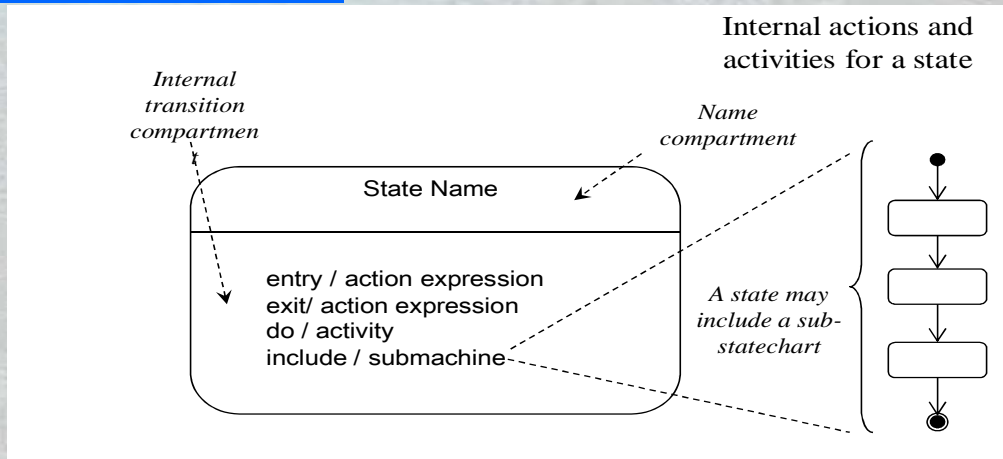 Internal actions and
activities for a state
Internal
transition
compartmen
t
Name
compartment
State Name
entry / action expression
exit/ action expression
do / activity
include / submachine
A state may
include a sub-
statechart